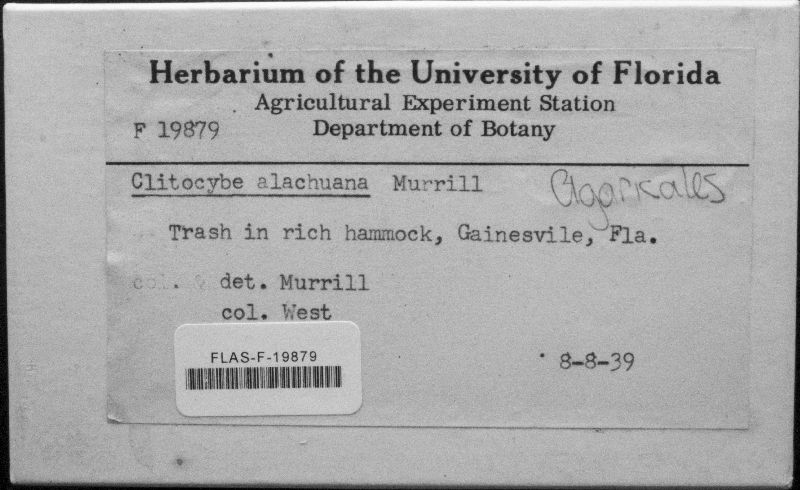 Herbarium of the University of Florida
Agricultural Experiment Station
F 19879 Department of Botany
Clitocybe alachuana Murrill Agaricales
Trash in rich hammock, Gainesvile, Fla.
col. & det. Murrill
col. West
FLAS-F-19879
8-8-39